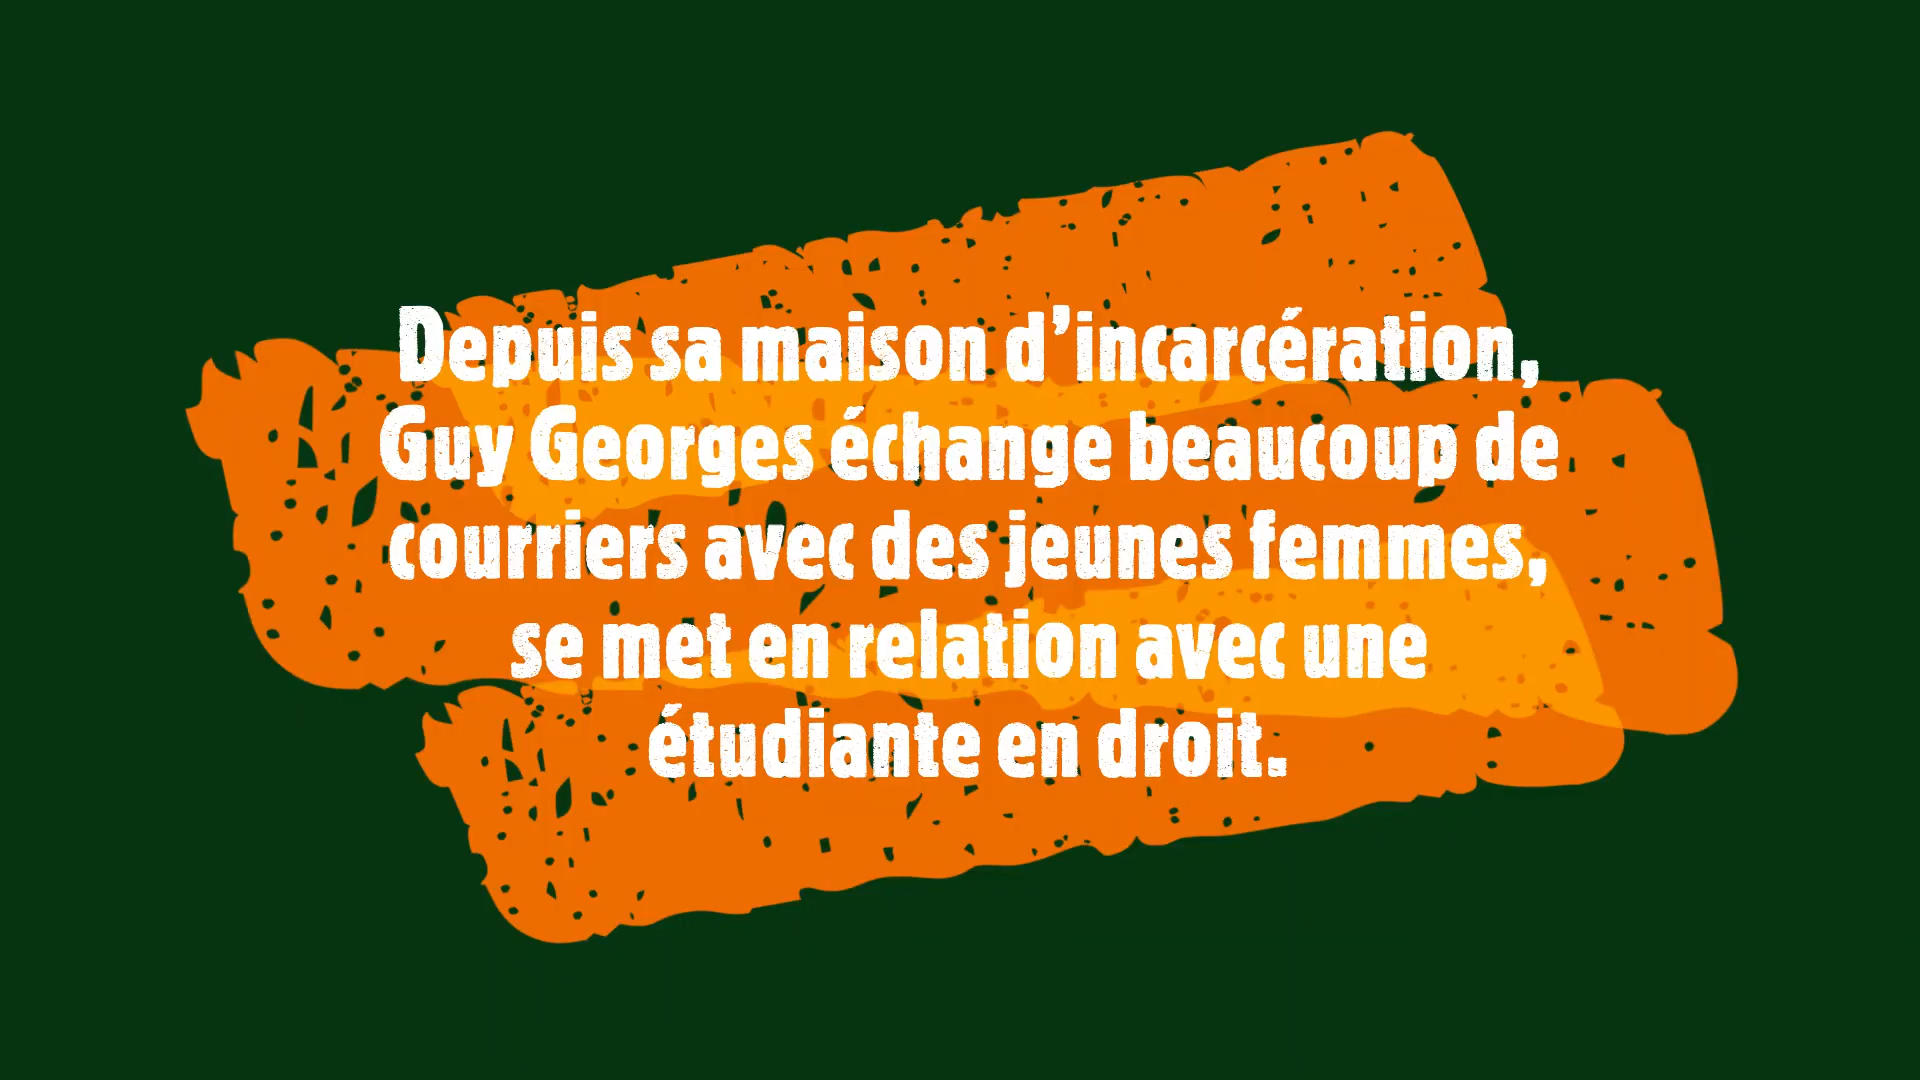 Depuis sa maison d’incarcération,
Guy Georges échange beaucoup de
courriers avec des jeunes femmes,
se met en relation avec une
étudiante en droit.